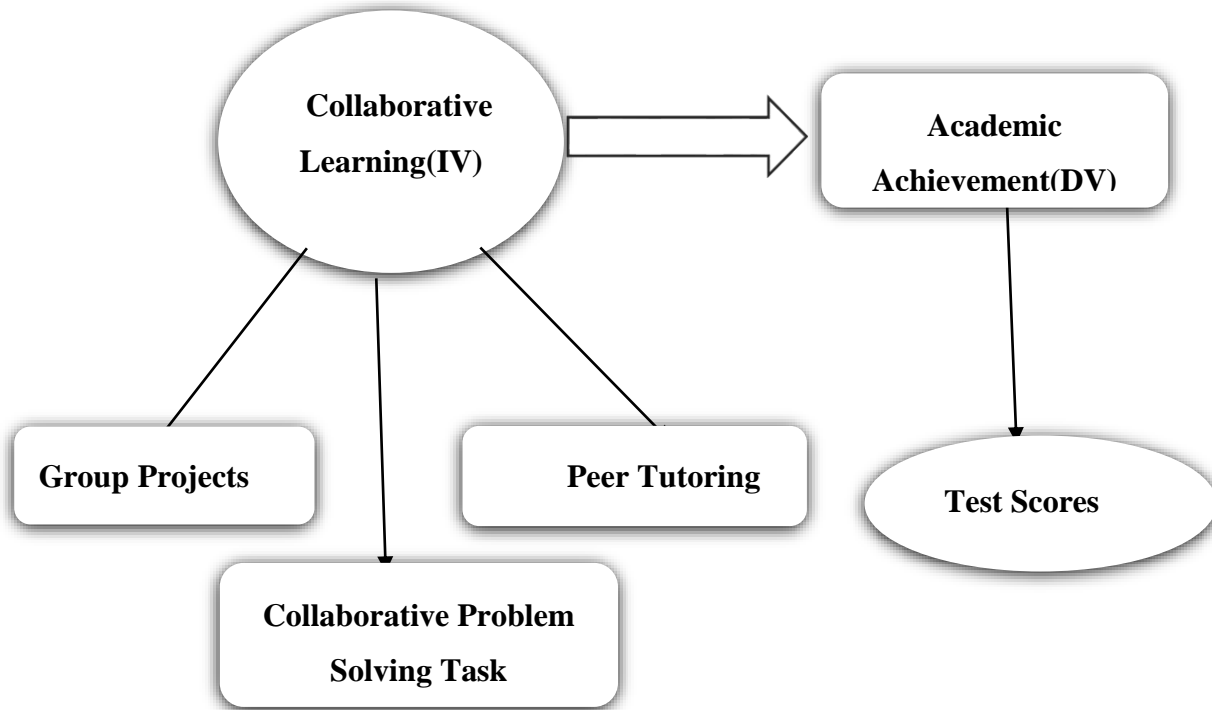 Collaborative
Learning(IV)
Academic
Achievement(DV)
Group Projects
Peer Tutoring
Test Scores
Collaborative Problem
Solving Task